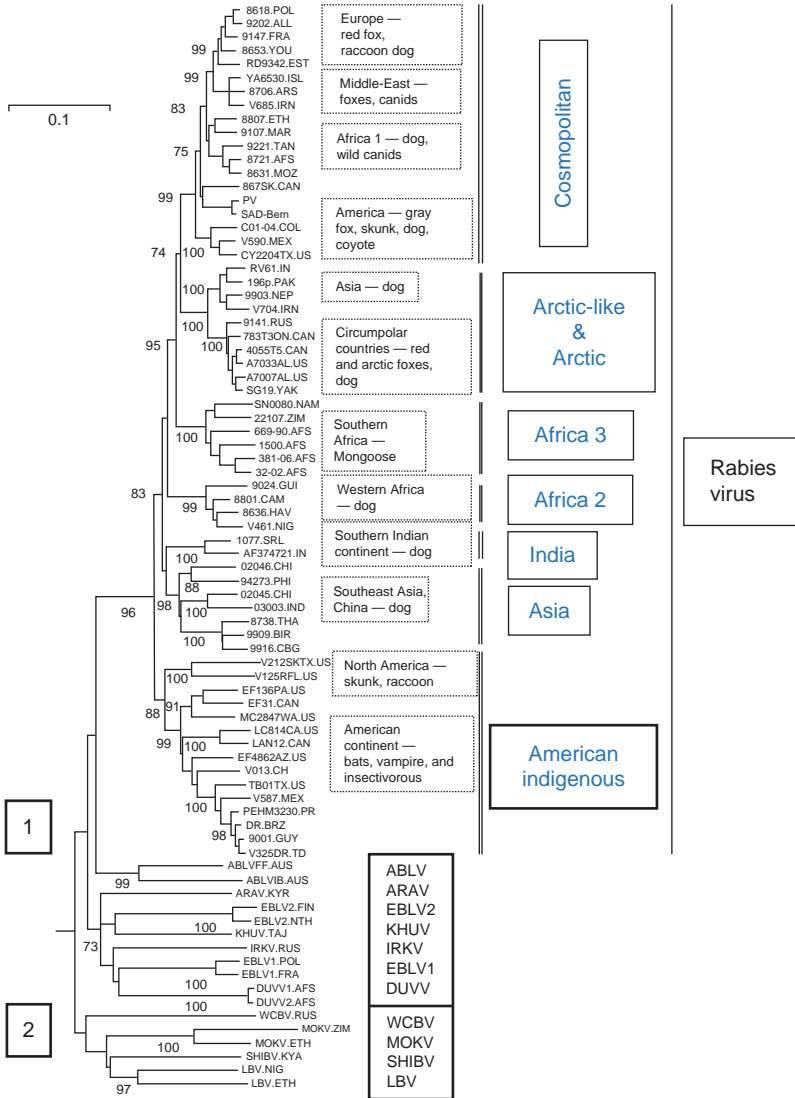 8618.POL
9202.ALL
9147.FRA
8653.YOU
RD9342.EST
YA6530.ISL
8706.ARS
V685.IRN
8807.ETH
9107.MAR
9221.TAN
8721.AFS
8631.MOZ
867SK.CAN
PV
SAD-Bern
C01-04.COL
V590.MEX
CY2204TX.US
RV61.IN
196p.PAK
9903.NEP
V704.IRN
9141.RUS
783T3ON.CAN
4055T5.CAN
A7033AL.US
A7007AL.US
SG19.YAK
SN0080.NAM
22107.ZIM
669-90.AFS
1500.AFS
381-06.AFS
32-02.AFS
9024.GUI
8801.CAM
8636.HAV
V461.NIG
1077.SRL
AF374721.IN
02046.CHI
94273.PHI
02045.CHI
03003.IND
8738.THA
9909.BIR
9916.CBG
V212SKTX.US
V125RFL.US
EF136PA.US
EF31.CAN
MC2847WA.US
LC814CA.US
LAN12.CAN
EF4862AZ.US
V013.CH
TB01TX.US
V587.MEX
PEHM3230.PR
DR.BRZ
9001.GUY
V325DR.TD
ABLVFF.AUS
ABLVIB.AUS
ARAV.KYR
EBLV2.FIN
EBLV2.NTH
KHUV.TAJ
IRKV.RUS
EBLV1.POL
EBLV1.FRA
DUVV1.AFS
DUVV2.AFS
WCBV.RUS
MOKV.ZIM
MOKV.ETH
SHIBV.KYA
LBV.NIG
LBV.ETH
0.1
99
99
83
75
99
74
100
100
100
100
95
100
83
99
100
88
98
100
100
96
100
88
91
99
100
100
98
99
100
73
100
100
100
97
1
2
Europe —
red fox,
raccoon dog
Middle-East —
foxes, canids
Africa 1 — dog,
wild canids
America — gray
fox, skunk, dog,
coyote
Asia — dog
Circumpolar
countries — red
and arctic foxes,
dog
Southern
Africa —
Mongoose
Western Africa
— dog
Southern Indian
continent — dog
Southeast Asia,
China — dog
North America —
skunk, raccoon
American
continent —
bats, vampire, and
insectivorous
Cosmopolitan
Arctic-like
&
Arctic
Africa 3
Africa 2
India
Asia
American
indigenous
Rabies
virus
ABLV
ARAV
EBLV2
KHUV
IRKV
EBLV1
DUVV
WCBV
MOKV
SHIBV
LBV